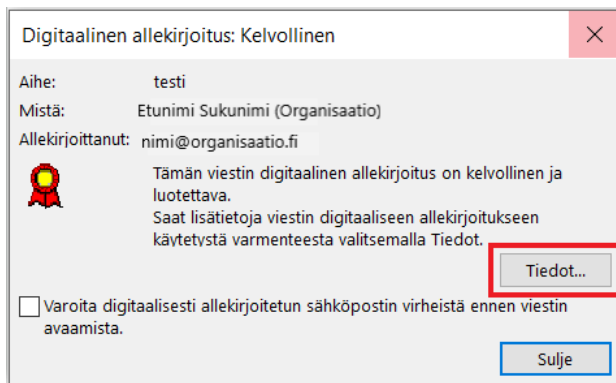 Digitaalinen allekirjoitus: Kelvollinen
Aihe: testi
Mistä: Etunimi Sukunimi (Organisaatio)
Allekirjoittanut: nimi@organisaatio.fi
Tämän viestin digitaalinen allekirjoitus on kelvollinen ja
luotettava.
Saat lisätietoja viestin digitaaliseen allekirjoitukseen
käytetystä varmenteesta valitsemalla Tiedot.
Tiedot...
Varoita digitaalisesti allekirjoitetun sähköpostin virheistä ennen viestin
avaamista.
Sulje